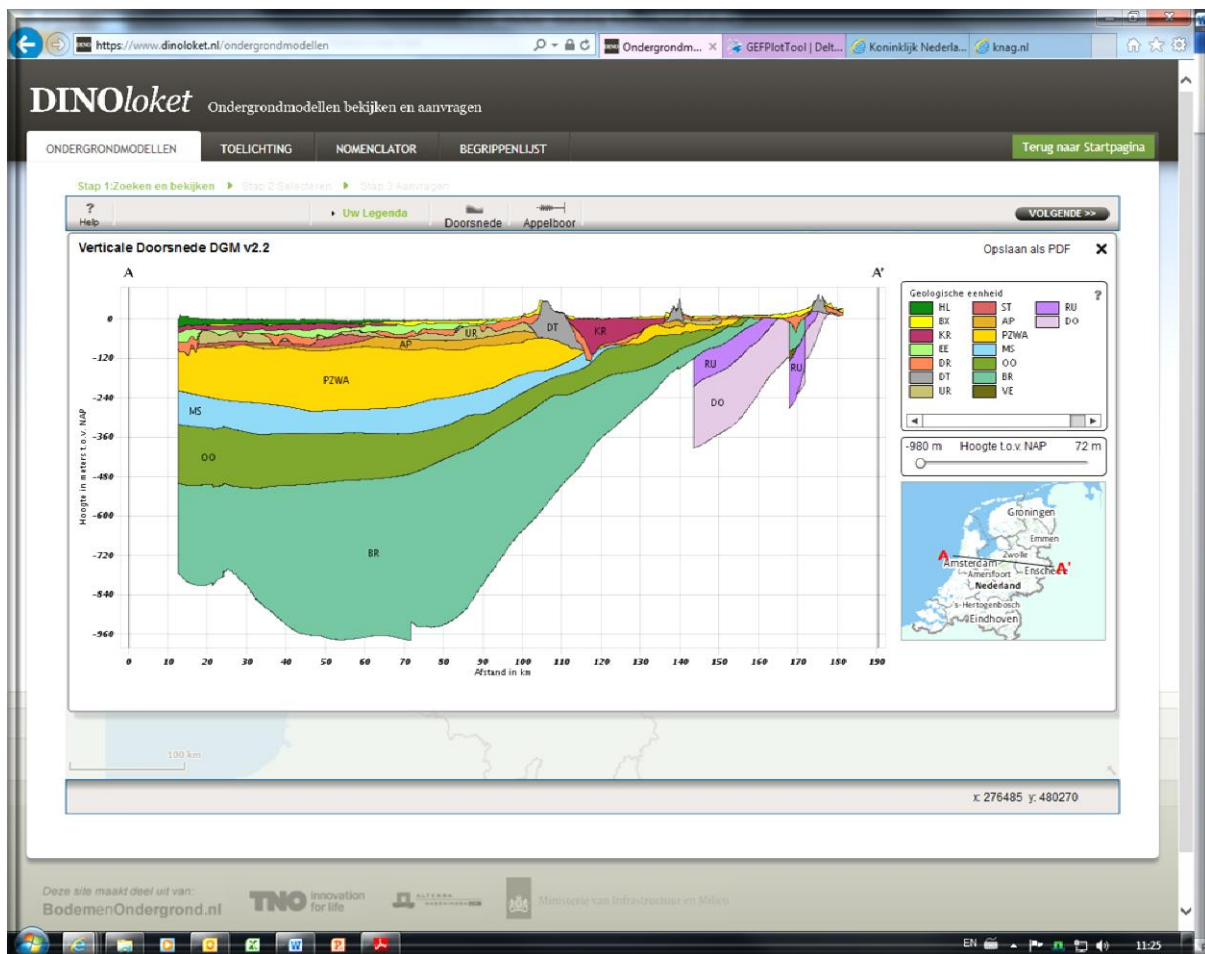 https://www.dinoloket.nl/ondergrondmodellen
Ondergrondm...
GEFPlotTool | Delt...
Koninklijk Nederla...
knag.nl
DINOloket Ondergrondmodellen bekijken en aanvragen
ONDERGRONDMODELLEN TOELICHTING NOMENCLATOR BEGRIPPENLIJST Terug naar Startpagina
Stap 1:Zoeken en bekijken Stap 2:Selecteren Stap 3:Aanvragen
? Help
Uw Legenda
Doorsnede
Appelboor
VOLGENDE >>
Verticale Doorsnede DGM v2.2
Opslaan als PDF
A A'
Hoogte in meters t.o.v. NAP
0
-120
-240
-360
-480
-600
-720
-840
-960
UR
DT
KR
AP
PZWA
MS
OO
BR
RU
DO
RU
0 10 20 30 40 50 60 70 80 90 100 110 120 130 140 150 160 170 180 190
Afstand in km
Geologische eenheid ?
HL ST RU
BX AP DO
KR PZWA
EE MS
DR OO
DT BR
UR VE
-980 m Hoogte t.o.v. NAP 72 m
Groningen
Emmen
Zwolle
A
Amsterdam
Amersfoort
Enschede
A'
Nederland
's-Hertogenbosch
Eindhoven
100 km
x: 276485 y: 480270
Deze site maakt deel uit van:
BodemenOndergrond.nl
TNO innovation for life
Ministerie van Infrastructuur en Milieu
EN
11:25